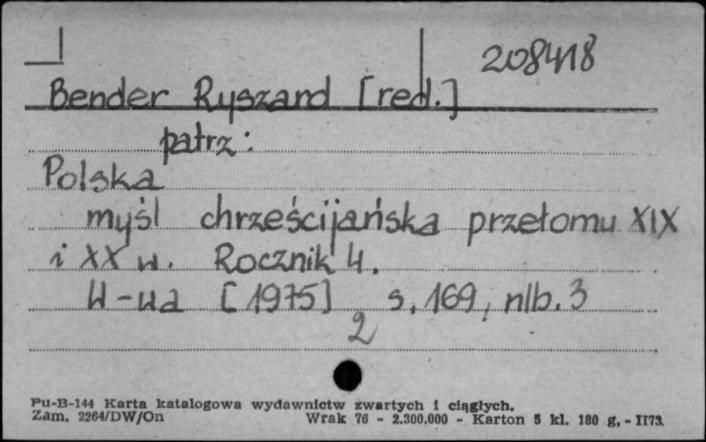 208418
Bender Ryszard [red.]
patrz:
Polska
myśl chrześcijańska przełomu XIX
i XX w. Rocznik 4.
W-wa [1975] s. 169, nlb. 3
2
Pu-B-144 Karta katalogowa wydawnictw zwartych i ciągłych.
Zam. 2264/DW/On Wrak 76 - 2.300.000 - Karton 5 kl. 180 g. - II73.